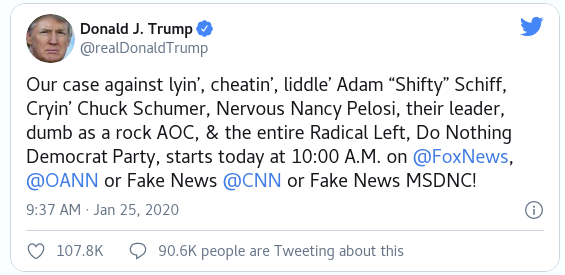 Donald J. Trump
@realDonaldTrump
Our case against lyin’, cheatin’, liddle’ Adam “Shifty” Schiff,
Cryin’ Chuck Schumer, Nervous Nancy Pelosi, their leader,
dumb as a rock AOC, & the entire Radical Left, Do Nothing
Democrat Party, starts today at 10:00 A.M. on @FoxNews,
@OANN or Fake News @CNN or Fake News MSDNC!
9:37 AM · Jan 25, 2020
107.8K 90.6K people are Tweeting about this